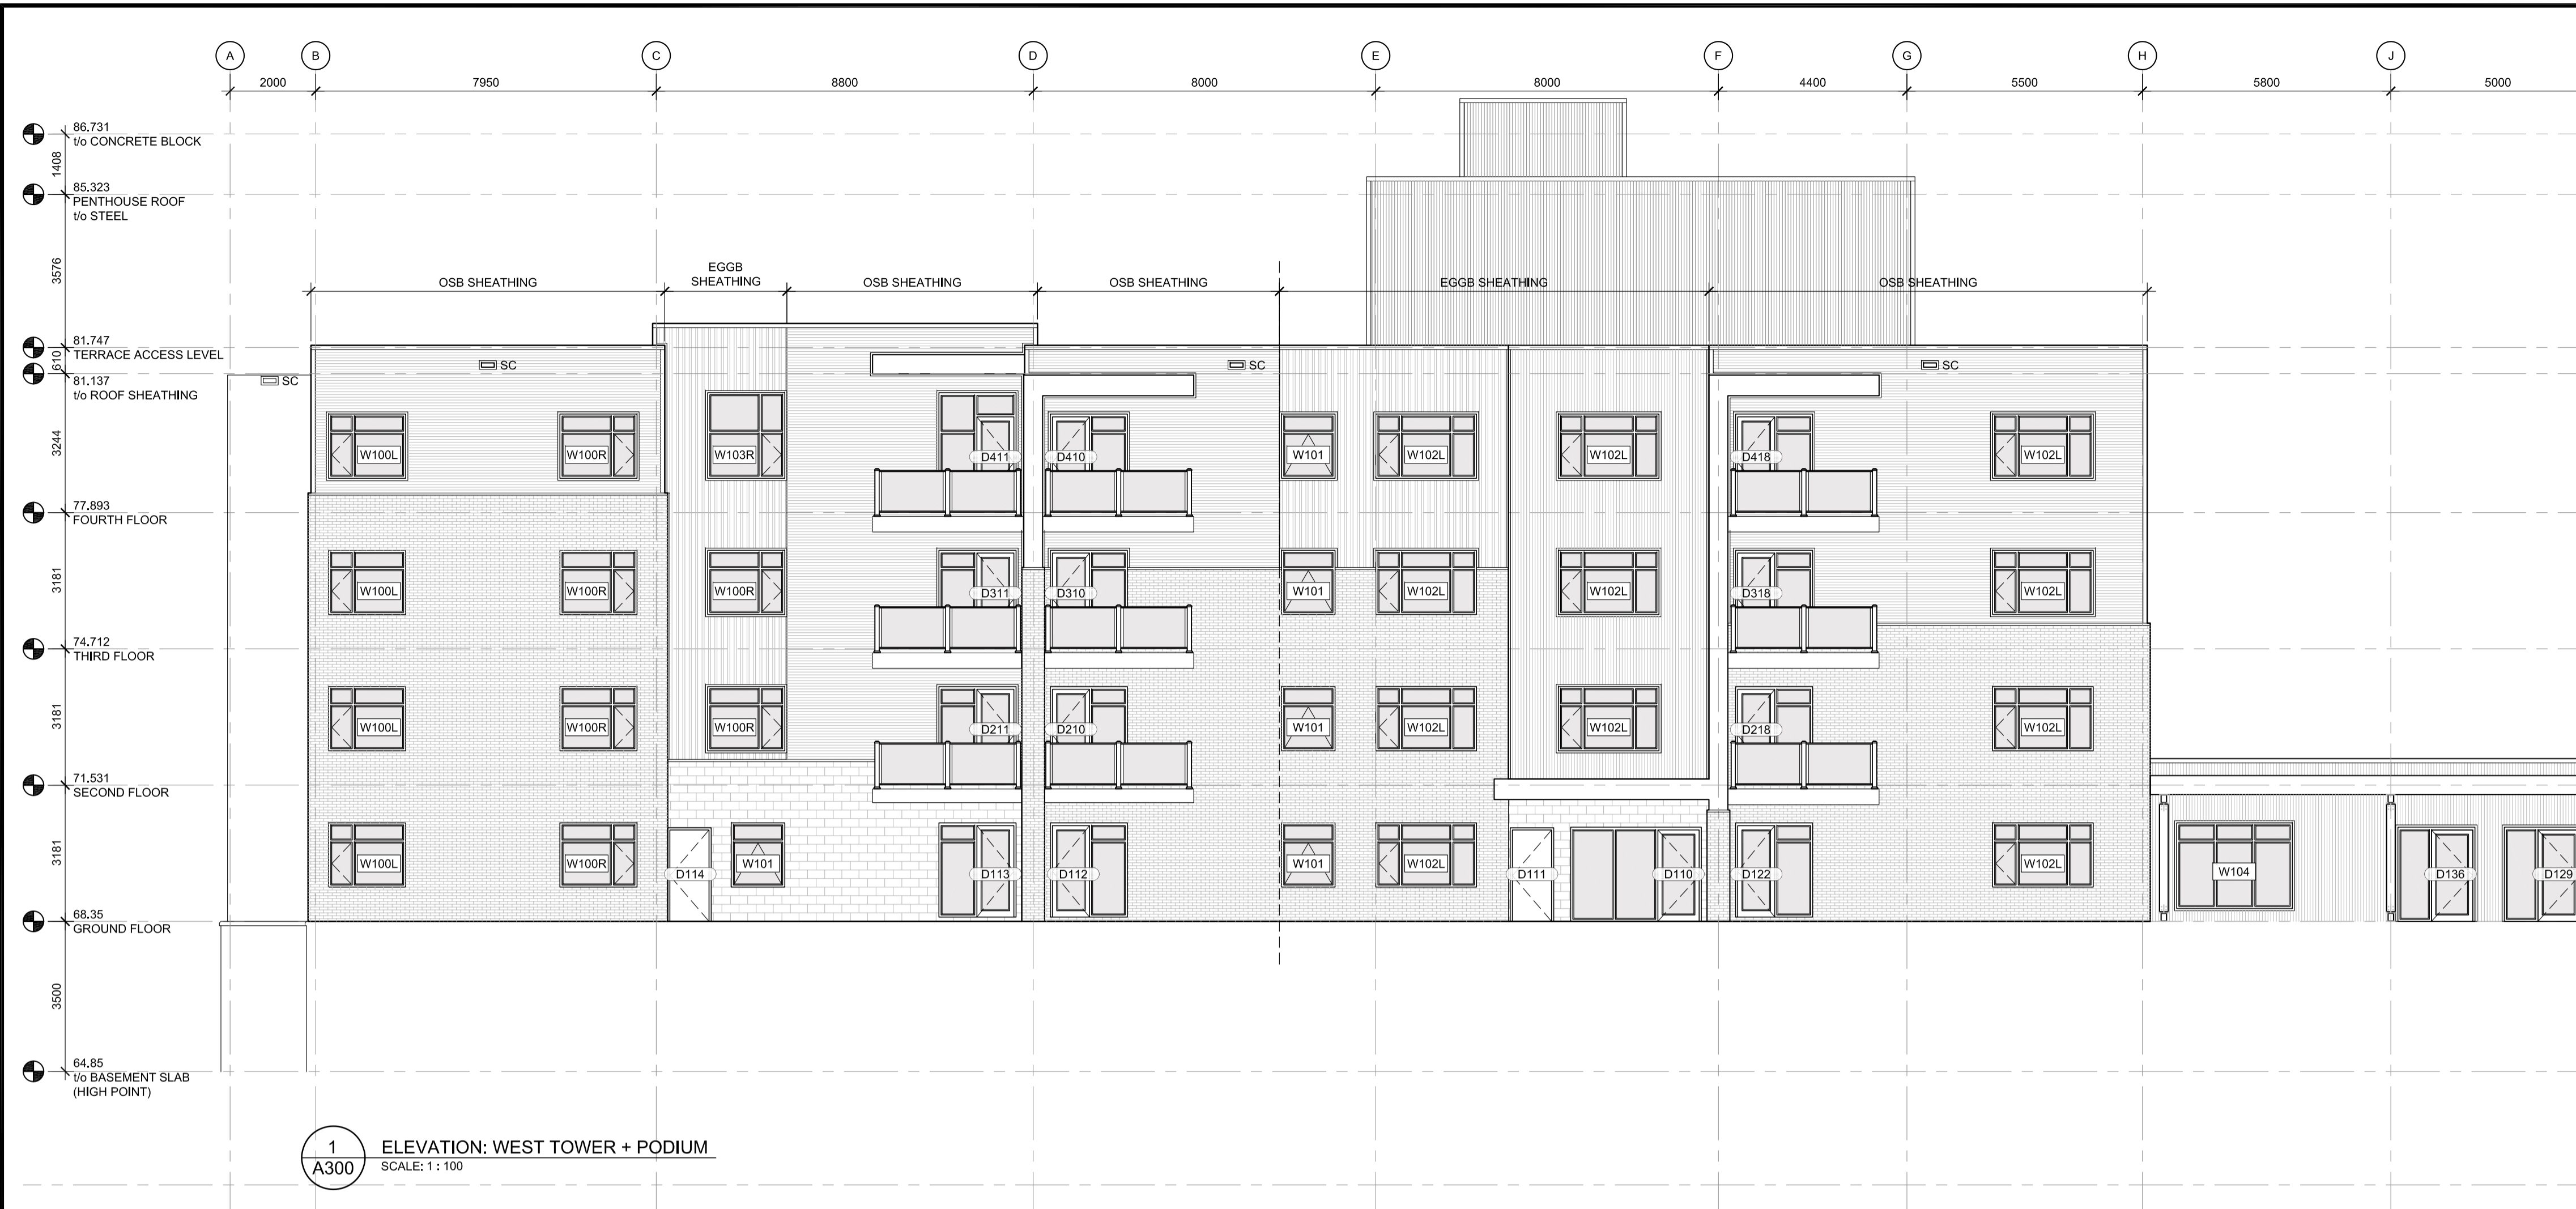 A B C D E F G H J
2000 7950 8800 8000 8000 4400 5500 5800 5000
86.731
t/o CONCRETE BLOCK
1408
85.323
PENTHOUSE ROOF
t/o STEEL
3576
EGGB
OSB SHEATHING SHEATHING OSB SHEATHING OSB SHEATHING EGGB SHEATHING OSB SHEATHING
81.747
TERRACE ACCESS LEVEL
610
SC SC SC SC
81.137
t/o ROOF SHEATHING
3244
W100L W100R W103R D411 D410 W101 W102L W102L D418 W102L
77.893
FOURTH FLOOR
3181
W100L W100R W100R D311 D310 W101 W102L W102L D318 W102L
74.712
THIRD FLOOR
3181
W100L W100R W100R D211 D210 W101 W102L W102L D218 W102L
71.531
SECOND FLOOR
3181
W100L W100R D114 W101 D113 D112 W101 W102L D111 D110 D122 W102L W104 D136 D129
68.35
GROUND FLOOR
3500
64.85
t/o BASEMENT SLAB
(HIGH POINT)
1
A300
ELEVATION: WEST TOWER + PODIUM
SCALE: 1 : 100